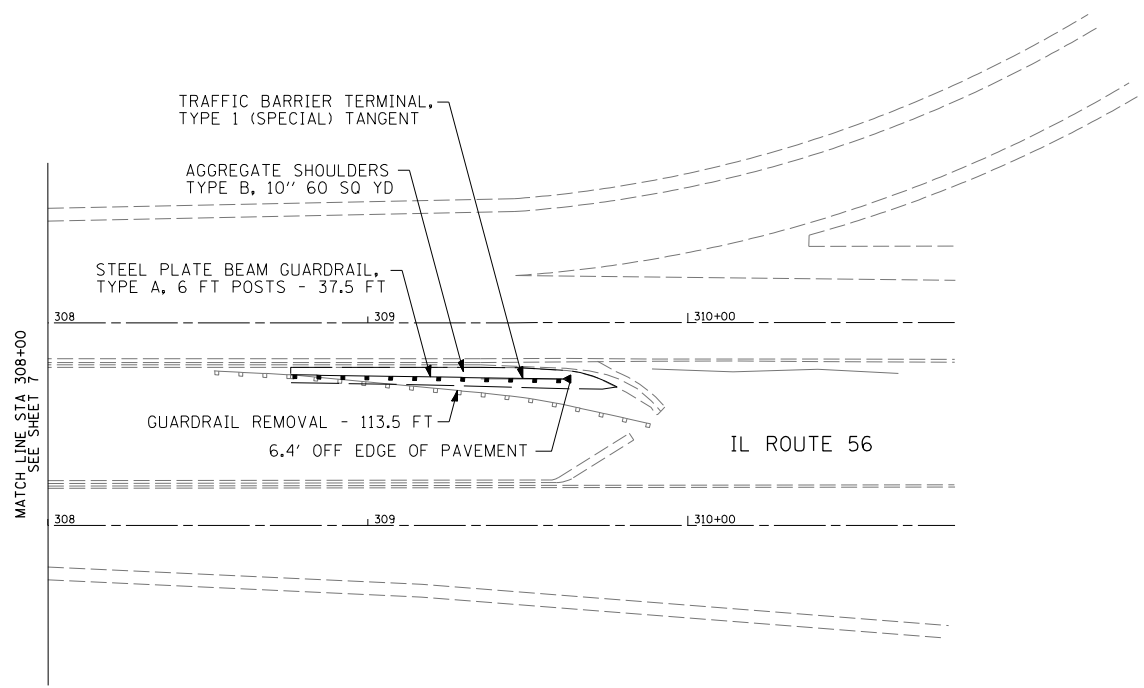 TRAFFIC BARRIER TERMINAL,
TYPE 1 (SPECIAL) TANGENT
AGGREGATE SHOULDERS
TYPE B, 10" 60 SQ YD
STEEL PLATE BEAM GUARDRAIL,
TYPE A, 6 FT POSTS - 37.5 FT
308
309
310+00
MATCH LINE STA 308+00
SEE SHEET 7
GUARDRAIL REMOVAL - 113.5 FT
6.4' OFF EDGE OF PAVEMENT
IL ROUTE 56
308
309
310+00